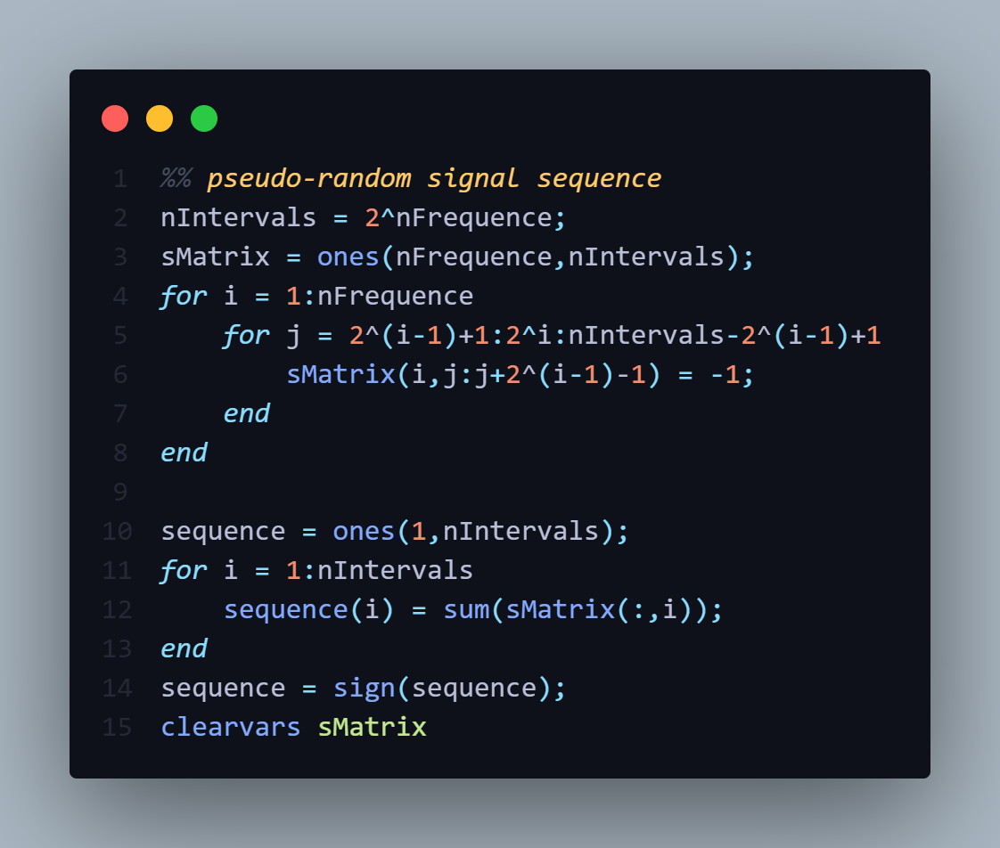 1 %% pseudo-random signal sequence
2 nIntervals = 2^nFrequence;
3 sMatrix = ones(nFrequence,nIntervals);
4 for i = 1:nFrequence
5     for j = 2^(i-1)+1:2^i:nIntervals-2^(i-1)+1
6         sMatrix(i,j:j+2^(i-1)-1) = -1;
7     end
8 end
9
10 sequence = ones(1,nIntervals);
11 for i = 1:nIntervals
12     sequence(i) = sum(sMatrix(:,i));
13 end
14 sequence = sign(sequence);
15 clearvars sMatrix